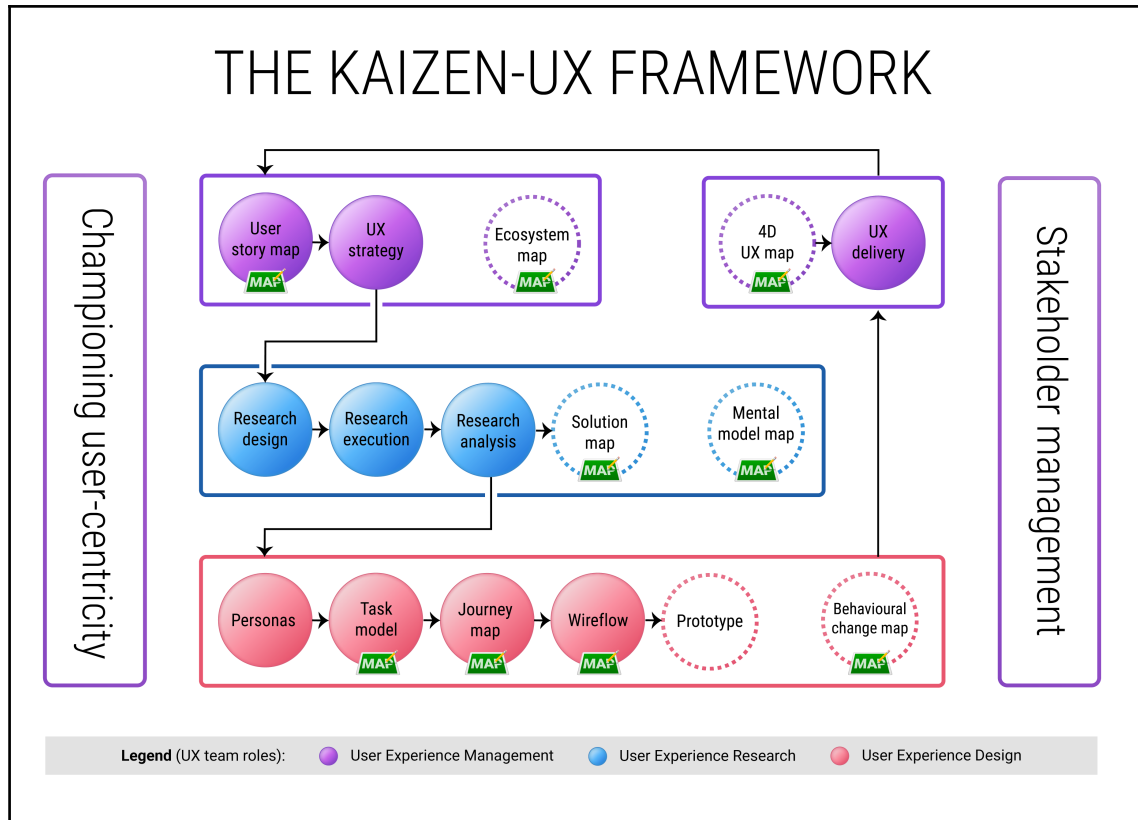 THE KAIZEN-UX FRAMEWORK
Championing user-centricity
User
story map
MAP
UX
strategy
Ecosystem
map
MAP
4D
UX map
MAP
UX
delivery
Stakeholder management
Research
design
Research
execution
Research
analysis
Solution
map
MAP
Mental
model map
MAP
Personas
Task
model
MAP
Journey
map
MAP
Wireflow
MAP
Prototype
Behavioural
change map
MAP
Legend (UX team roles): User Experience Management User Experience Research User Experience Design